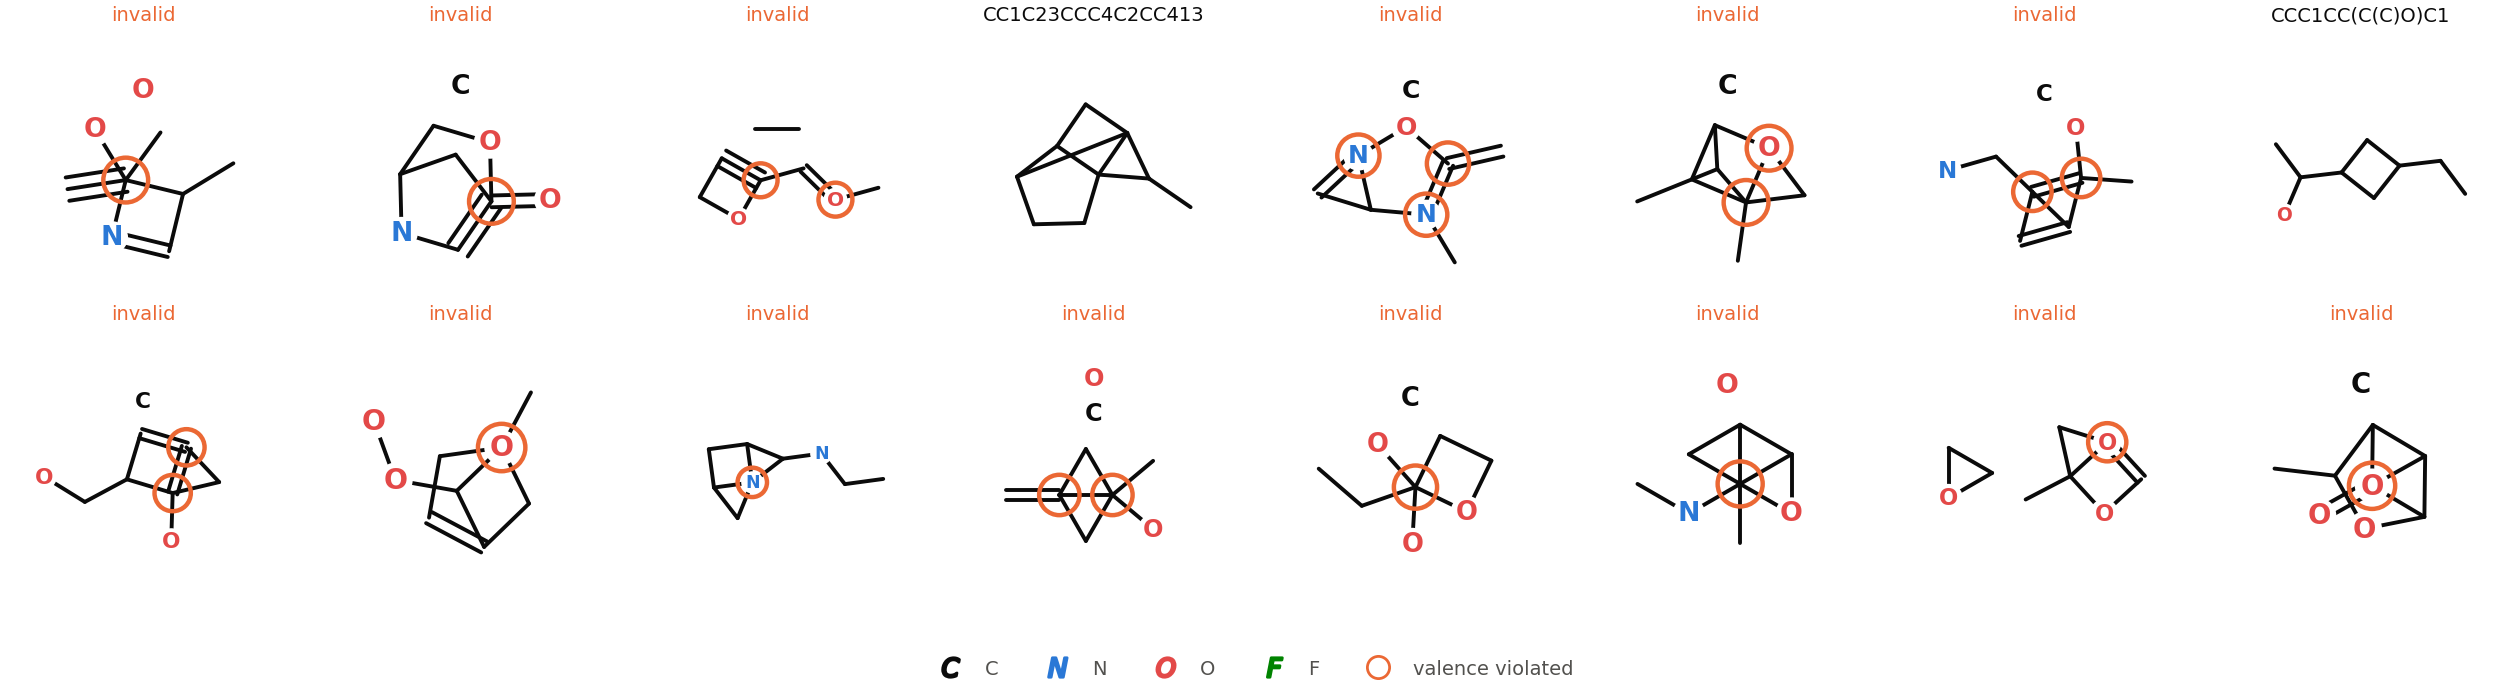 invalid invalid invalid CC1C23CCC4C2CC413 invalid invalid invalid CCC1CC(C(C)O)C1
O C C C C
O O O O O
N N
O N O N
N O N O
invalid invalid invalid invalid invalid invalid invalid invalid
O C O C
C C
O O O O O
O O N N O
O O O N O O O O
O O O
C C N N O O F F valence violated